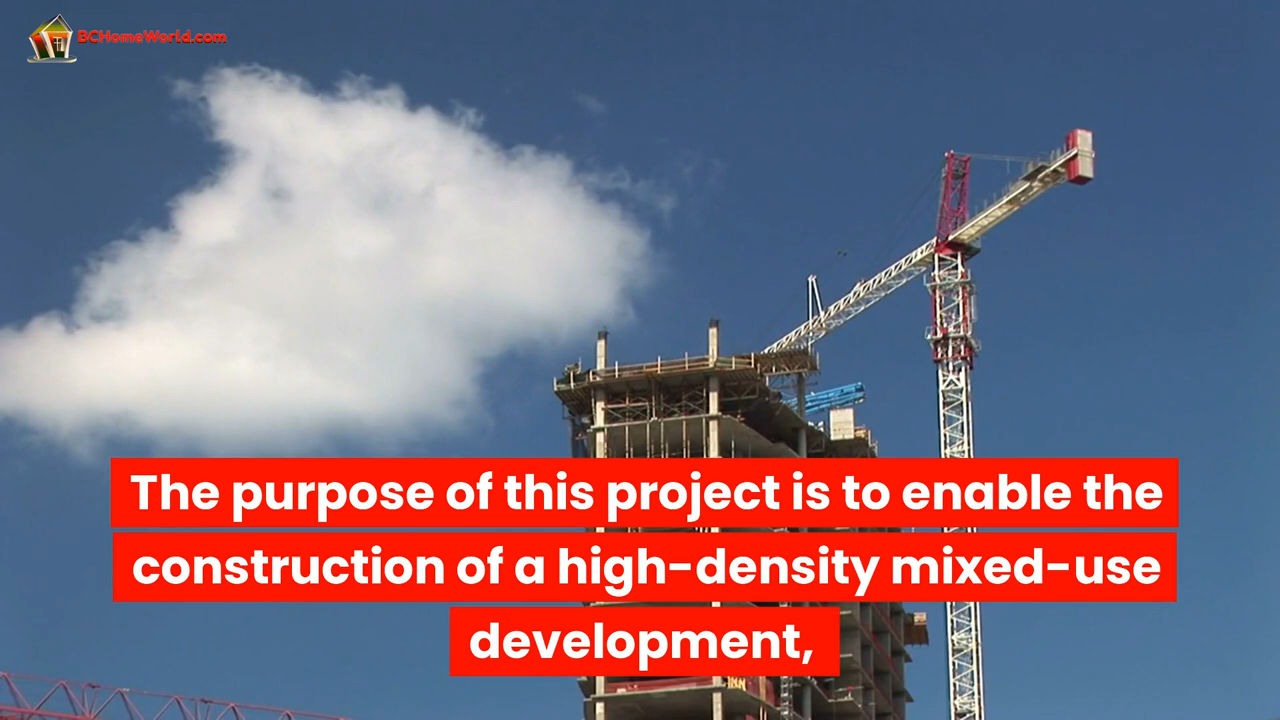 BCHomeWorld.com
The purpose of this project is to enable the
construction of a high-density mixed-use
development,